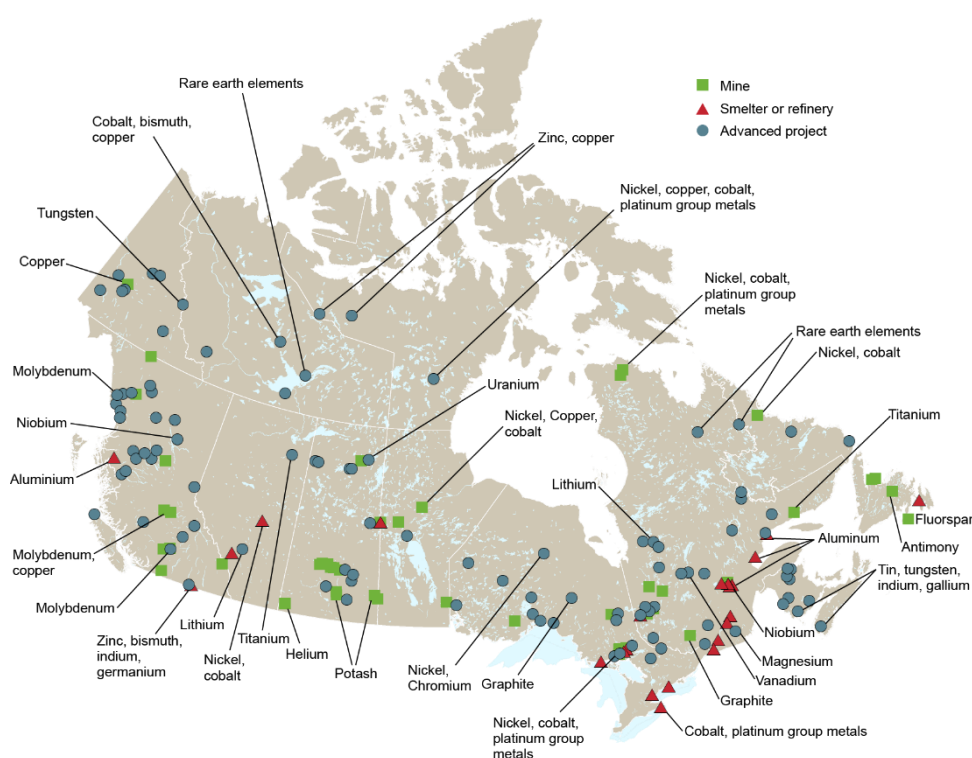 Rare earth elements
Mine
Smelter or refinery
Advanced project
Cobalt, bismuth,
copper
Zinc, copper
Nickel, copper, cobalt,
platinum group metals
Tungsten
Copper
Nickel, cobalt,
platinum group
metals
Rare earth elements
Nickel, cobalt
Molybdenum
Uranium
Nickel, Copper,
cobalt
Titanium
Niobium
Aluminium
Lithium
Fluorspar
Aluminum
Antimony
Molybdenum,
copper
Tin, tungsten,
indium, gallium
Molybdenum
Lithium
Niobium
Zinc, bismuth,
indium,
germanium
Titanium
Helium
Nickel,
cobalt
Potash
Nickel,
Chromium
Graphite
Magnesium
Vanadium
Graphite
Nickel, cobalt,
platinum group
metals
Cobalt, platinum group metals